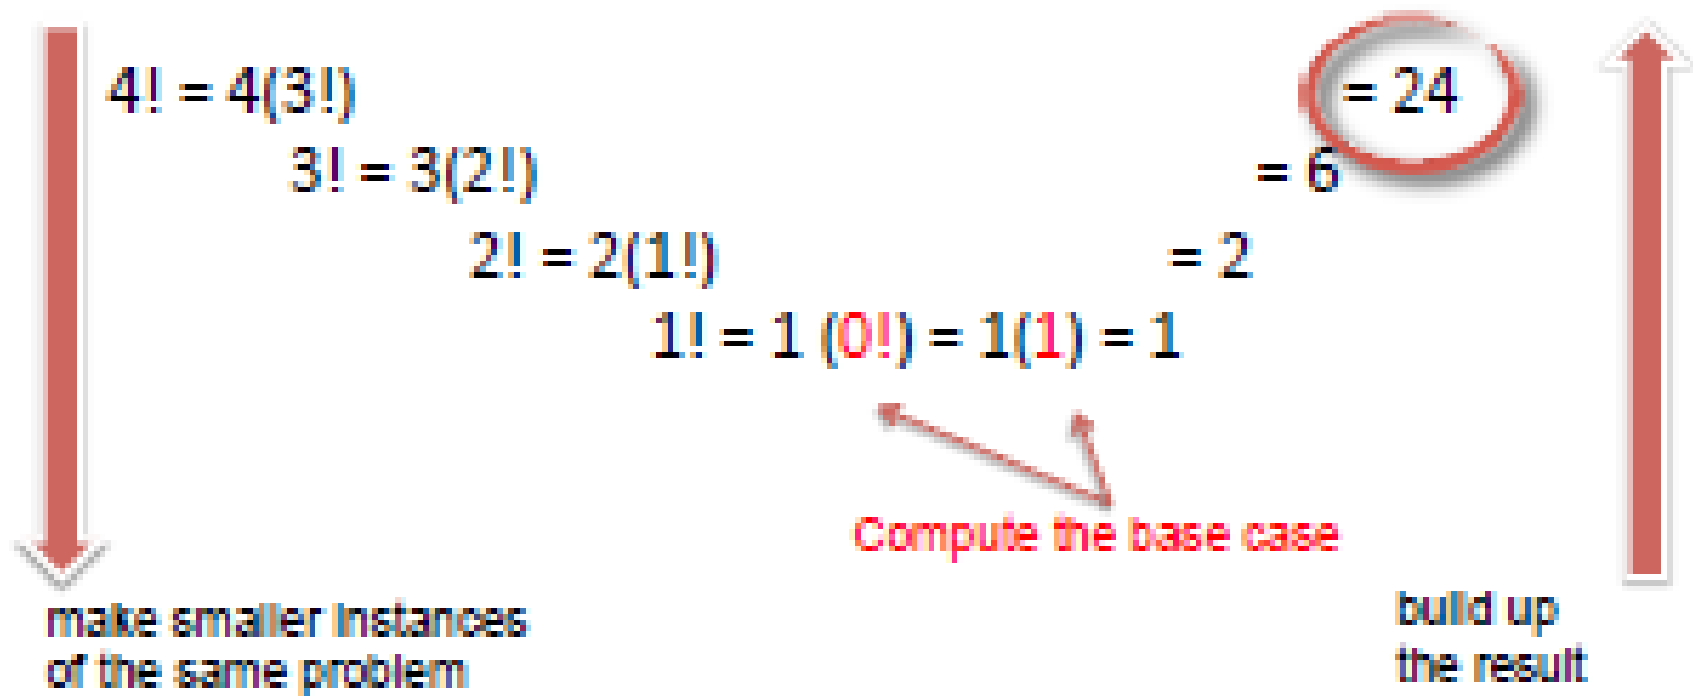 4! = 4(3!) = 24
3! = 3(2!) = 6
2! = 2(1!) = 2
1! = 1 (0!) = 1(1) = 1
Compute the base case
make smaller instances
of the same problem
build up
the result